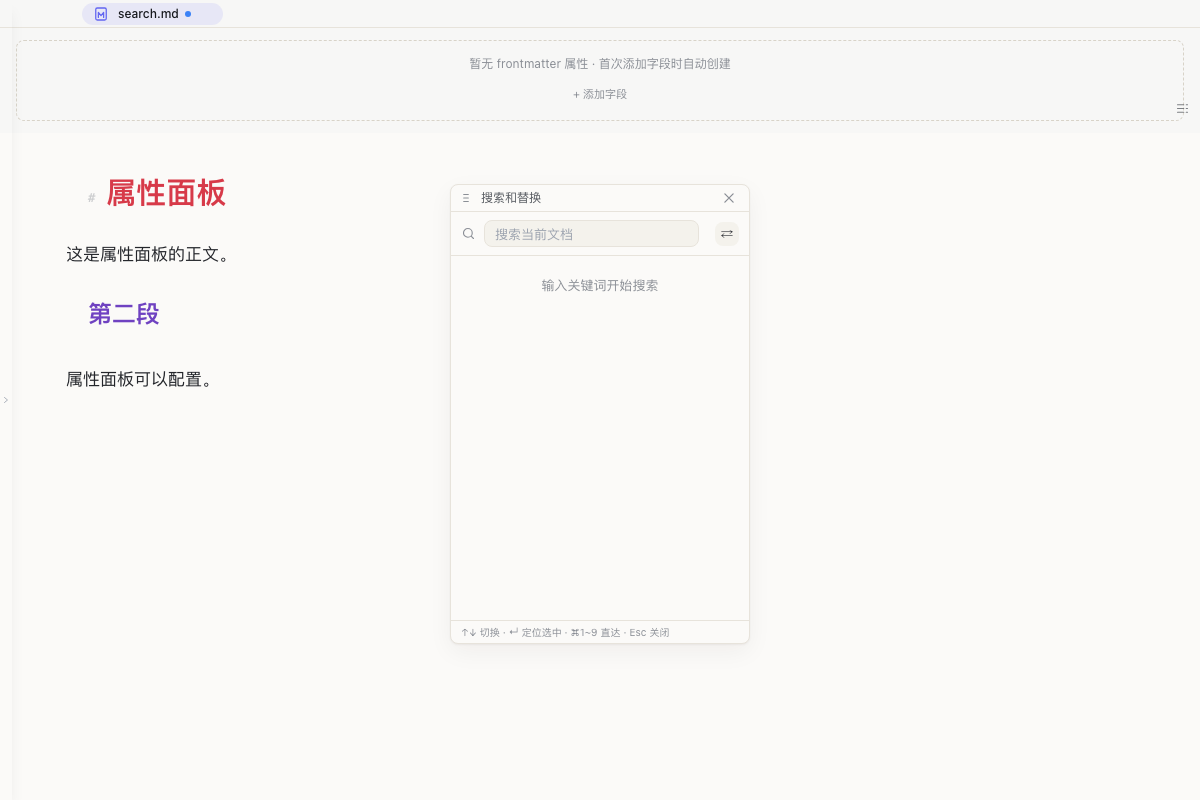 search.md
暂无 frontmatter 属性 · 首次添加字段时自动创建
+ 添加字段
# 属性面板
这是属性面板的正文。
第二段
属性面板可以配置。
搜索和替换
搜索当前文档
输入关键词开始搜索
↑↓ 切换 · ↵ 定位选中 · ⌘1~9 直达 · Esc 关闭